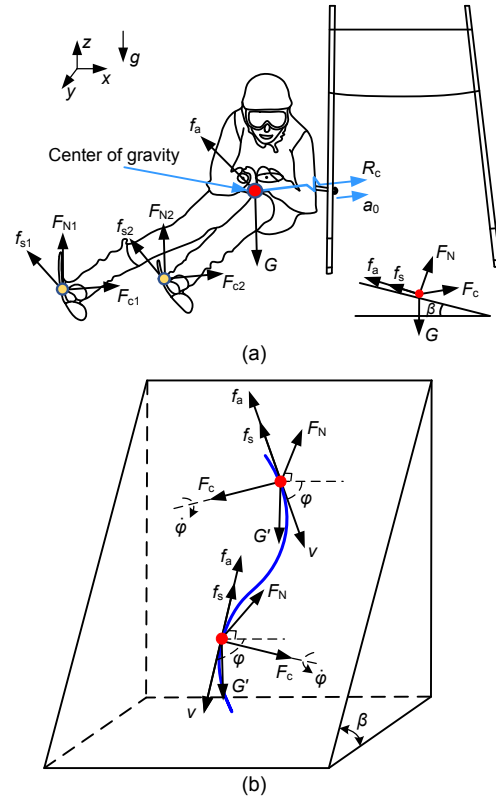 z
g
x
y
f_a
Center of gravity
R_c
a_0
F_N1
f_s1
f_s2
F_N2
G
F_c1
F_c2
F_N
f_a
f_s
F_c
β
G
(a)
f_a
F_N
f_s
F_c
φ
φ̇
G′
v
f_a
f_s
F_N
φ
F_c
φ̇
G′
v
β
(b)